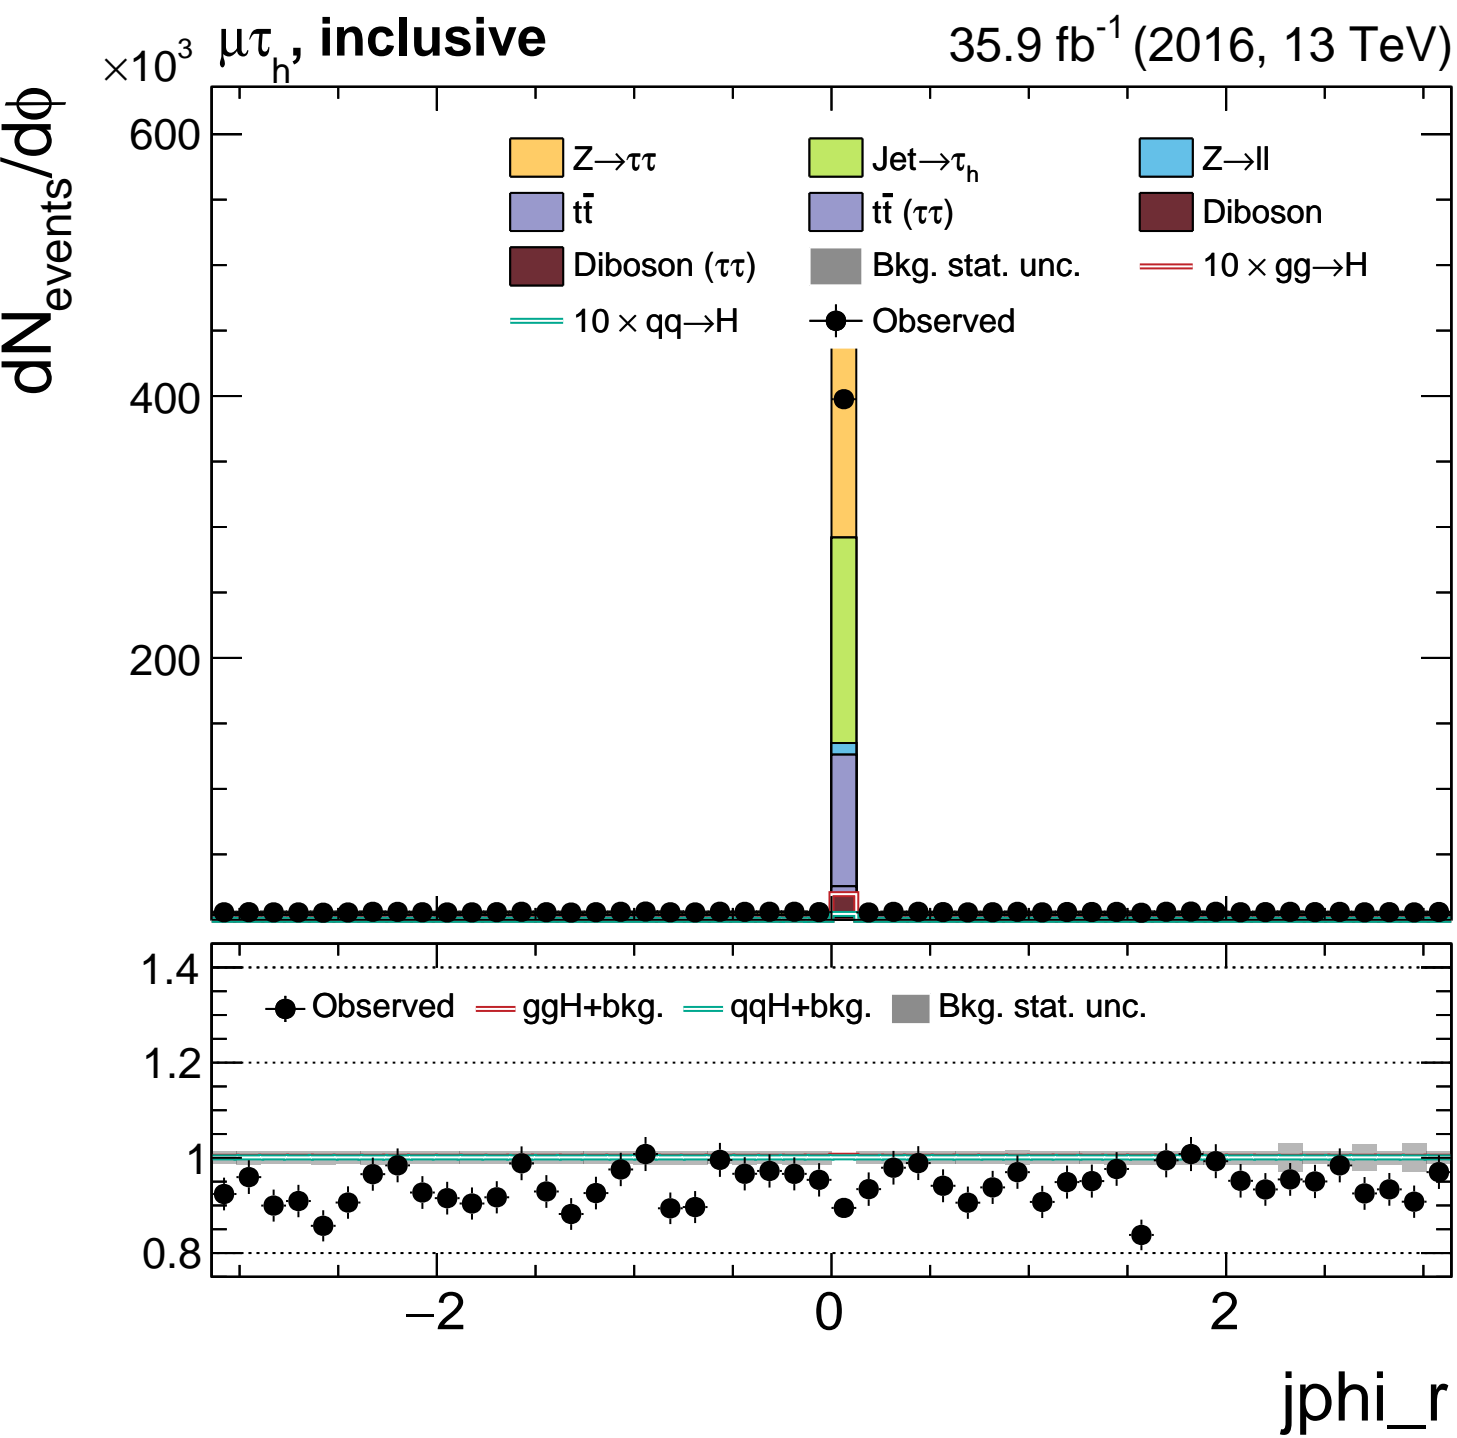 ×10³ μτₕ, inclusive 35.9 fb⁻¹ (2016, 13 TeV)
dN_events/dϕ
600
400
200
Z→ττ Jet→τₕ Z→ll
tt̄ tt̄ (ττ) Diboson
Diboson (ττ) Bkg. stat. unc. 10 × gg→H
10 × qq→H Observed
1.4
Observed ggH+bkg. qqH+bkg. Bkg. stat. unc.
1.2
1
0.8
−2 0 2
jphi_r